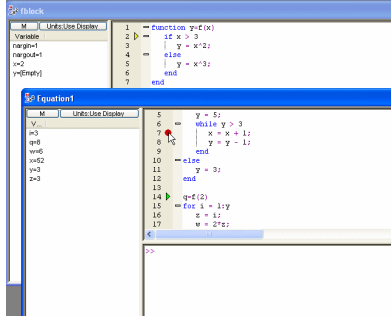 fblock
M Units:Use Display
Variable
nargin=1
nargout=1
x=2
y=[Empty]
1 function y=f(x)
2 if x > 3
3 y = x^2;
4 else
5 y = x^3;
6 end
7 end
Equation1
M Units:Use Display
V...
i=3
q=8
w=6
x=52
y=3
z=3
5 y = 5;
6 while y > 3
7 x = x + 1;
8 y = y - 1;
9 end
10 else
11 y = 3;
12 end
13
14 q=f(2)
15 for i = 1:y
16 z = i;
17 w = 2*z;
>>